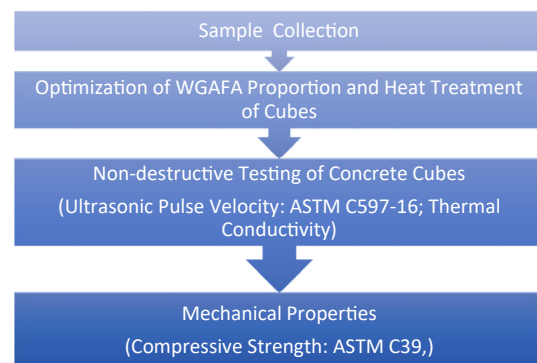 Sample Collection
Optimization of WGAFA Proportion and Heat Treatment
of Cubes
Non-destructive Testing of Concrete Cubes
(Ultrasonic Pulse Velocity: ASTM C597-16; Thermal
Conductivity)
Mechanical Properties
(Compressive Strength: ASTM C39,)